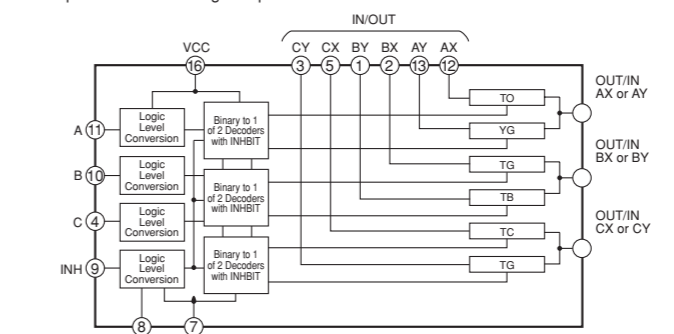 IN/OUT
VCC CY CX BY BX AY AX
16 3 5 1 2 13 12
OUT/IN
AX or AY
TO
YG
A 11
Logic
Level
Conversion
Binary to 1
of 2 Decoders
with INHBIT
OUT/IN
BX or BY
TG
TB
B 10
Logic
Level
Conversion
Binary to 1
of 2 Decoders
with INHBIT
OUT/IN
CX or CY
TC
TG
C 4
Logic
Level
Conversion
Binary to 1
of 2 Decoders
with INHBIT
INH 9
Logic
Level
Conversion
8 7